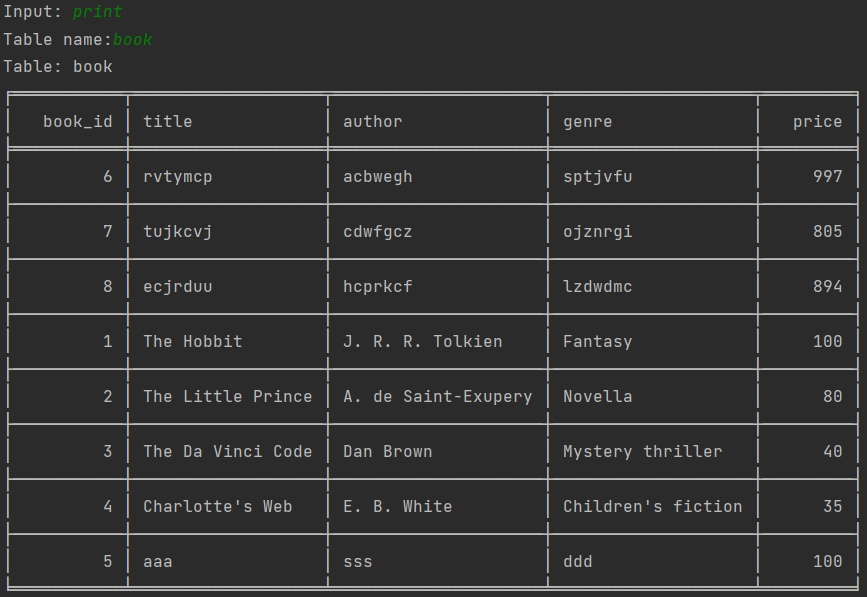 Input: print
Table name:book
Table: book
book_id title author genre price
6 rvtymcp acbwegh sptjvfu 997
7 tujkcvj cdwfgcz ojznrgi 805
8 ecjrduu hcprkcf lzdwdmc 894
1 The Hobbit J. R. R. Tolkien Fantasy 100
2 The Little Prince A. de Saint-Exupery Novella 80
3 The Da Vinci Code Dan Brown Mystery thriller 40
4 Charlotte's Web E. B. White Children's fiction 35
5 aaa sss ddd 100